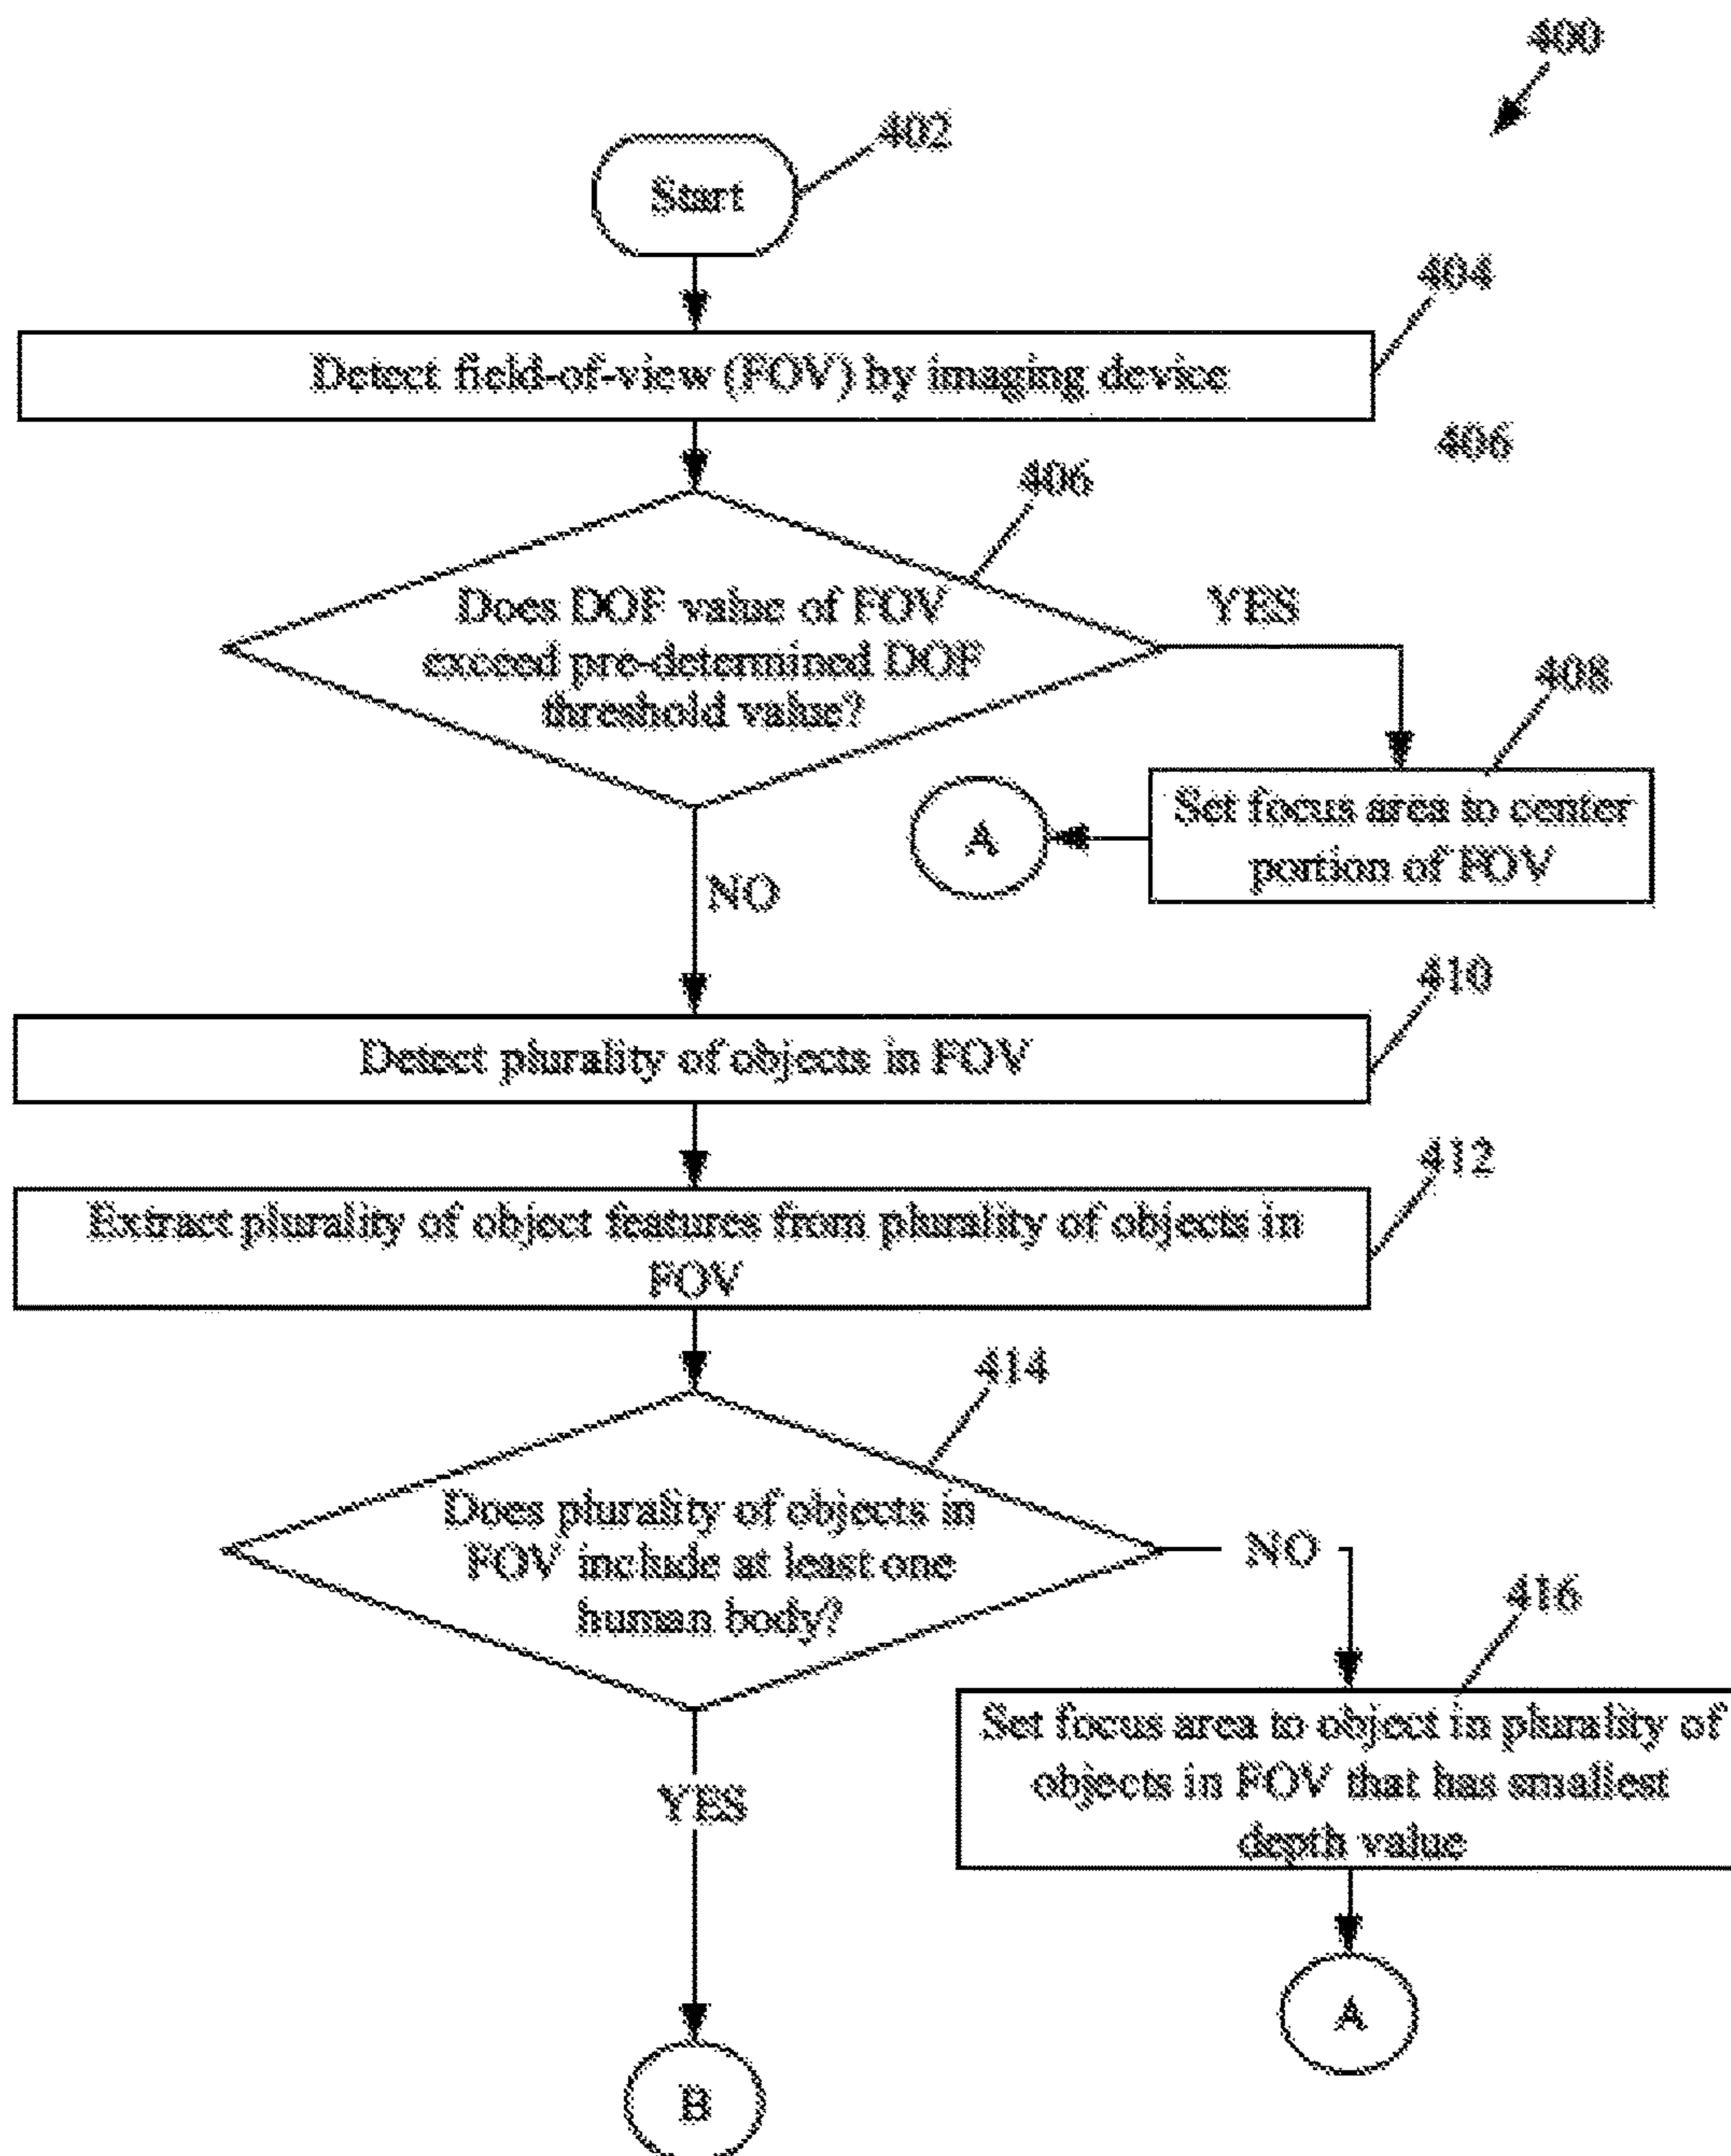 400
402
Start
404
Detect field-of-view (FOV) by imaging device
406
406
Does DOF value of FOV
exceed pre-determined DOF
threshold value?
YES
408
Set focus area to center
portion of FOV
A
NO
410
Detect plurality of objects in FOV
412
Extract plurality of object features from plurality of objects in
FOV
414
Does plurality of objects in
FOV include at least one
human body?
NO
416
Set focus area to object in plurality of
objects in FOV that has smallest
depth value
YES
A
B